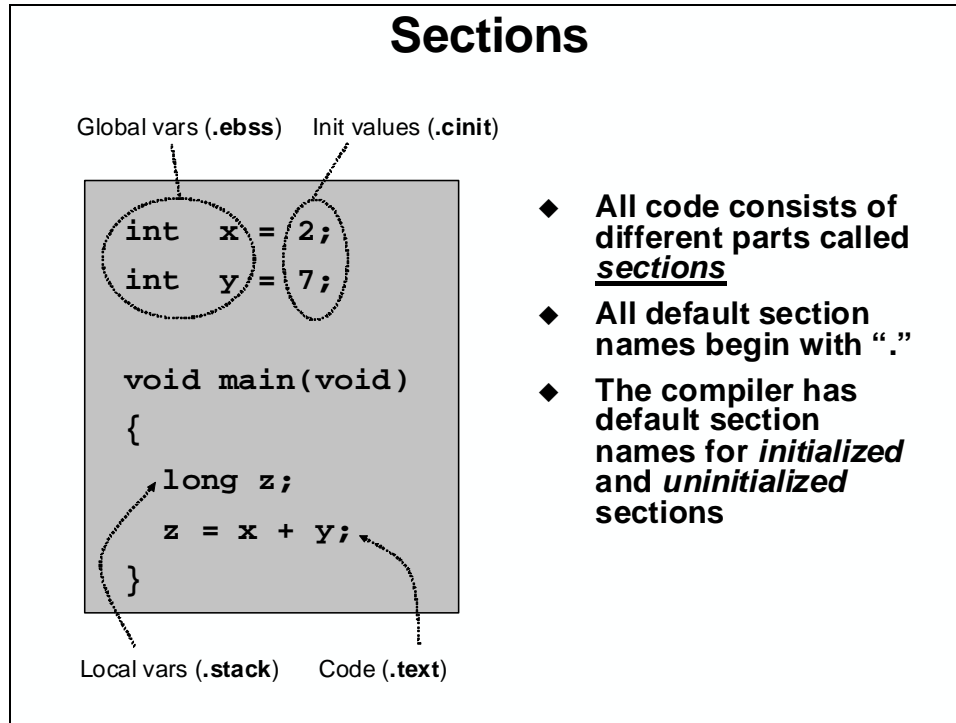 Sections
Global vars (.ebss) Init values (.cinit)
int x = 2;
int y = 7;
void main(void)
{
long z;
z = x + y;
}
Local vars (.stack) Code (.text)
◆ All code consists of
different parts called
sections
◆ All default section
names begin with “.”
◆ The compiler has
default section
names for initialized
and uninitialized
sections